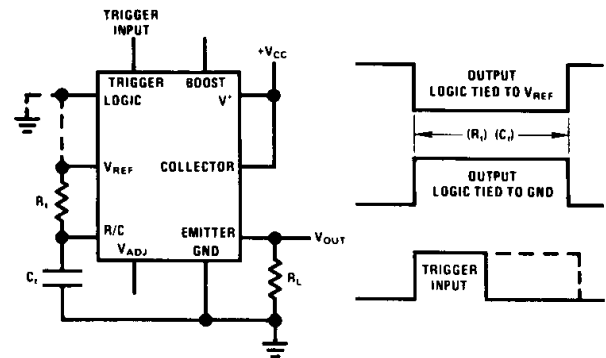 TRIGGER
INPUT
+VCC
TRIGGER BOOST
LOGIC V+
VREF COLLECTOR
Rt
R/C EMITTER
VADJ GND
VOUT
Ct
RL
OUTPUT
LOGIC TIED TO VREF
(Rt) (Ct)
OUTPUT
LOGIC TIED TO GND
TRIGGER
INPUT